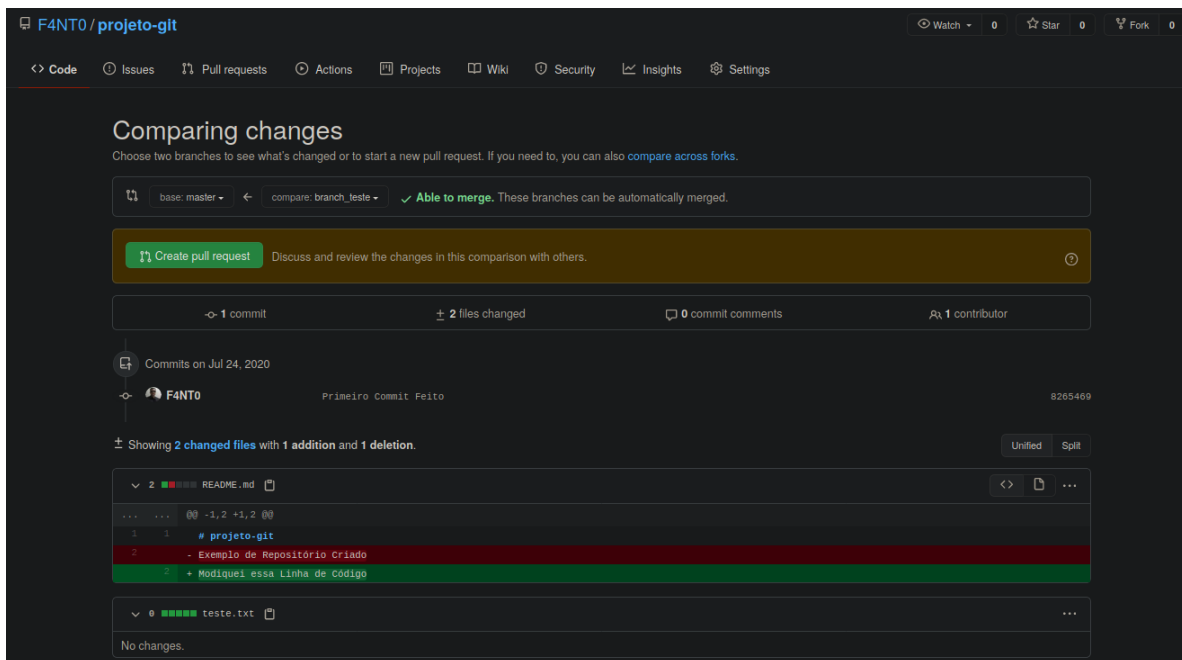 F4NT0 / projeto-git
Watch 0 Star 0 Fork 0
<> Code Issues Pull requests Actions Projects Wiki Security Insights Settings
Comparing changes
Choose two branches to see what's changed or to start a new pull request. If you need to, you can also compare across forks.
base: master ← compare: branch_teste ✓ Able to merge. These branches can be automatically merged.
Create pull request Discuss and review the changes in this comparison with others.
1 commit 2 files changed 0 commit comments 1 contributor
Commits on Jul 24, 2020
F4NT0 Primeiro Commit Feito 8265469
Showing 2 changed files with 1 addition and 1 deletion. Unified Split
2 README.md <> ...
... ... @@ -1,2 +1,2 @@
1 1 # projeto-git
2 - Exemplo de Repositório Criado
2 + Modiquei essa Linha de Código
0 teste.txt ...
No changes.